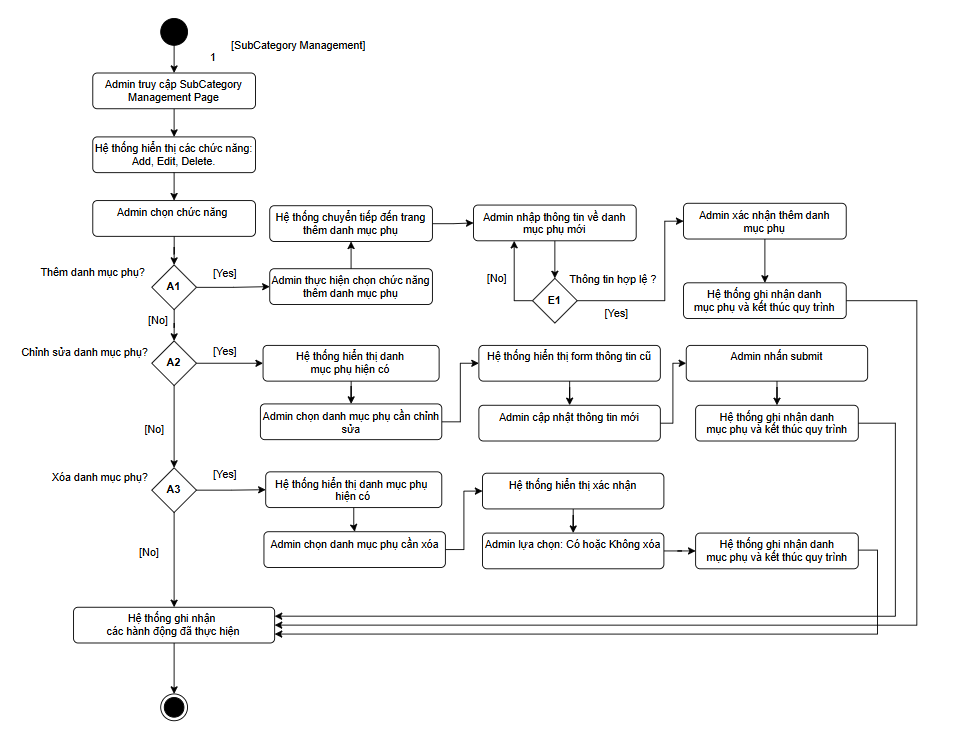 [SubCategory Management]
1
Admin truy cập SubCategory
Management Page
Hệ thống hiển thị các chức năng:
Add, Edit, Delete.
Admin chọn chức năng
Thêm danh mục phụ?
A1
[Yes]
[No]
Admin thực hiện chọn chức năng
thêm danh mục phụ
Hệ thống chuyển tiếp đến trang
thêm danh mục phụ
Admin nhập thông tin về danh
mục phụ mới
[No]
E1
Thông tin hợp lệ ?
[Yes]
Admin xác nhận thêm danh
mục phụ
Hệ thống ghi nhận danh
mục phụ và kết thúc quy trình
Chỉnh sửa danh mục phụ?
A2
[Yes]
[No]
Hệ thống hiển thị danh
mục phụ hiện có
Admin chọn danh mục phụ cần chỉnh
sửa
Hệ thống hiển thị form thông tin cũ
Admin cập nhật thông tin mới
Admin nhấn submit
Hệ thống ghi nhận danh
mục phụ và kết thúc quy trình
Xóa danh mục phụ?
A3
[Yes]
[No]
Hệ thống hiển thị danh mục phụ
hiện có
Admin chọn danh mục phụ cần xóa
Hệ thống hiển thị xác nhận
Admin lựa chọn: Có hoặc Không xóa
Hệ thống ghi nhận danh
mục phụ và kết thúc quy trình
Hệ thống ghi nhận
các hành động đã thực hiện